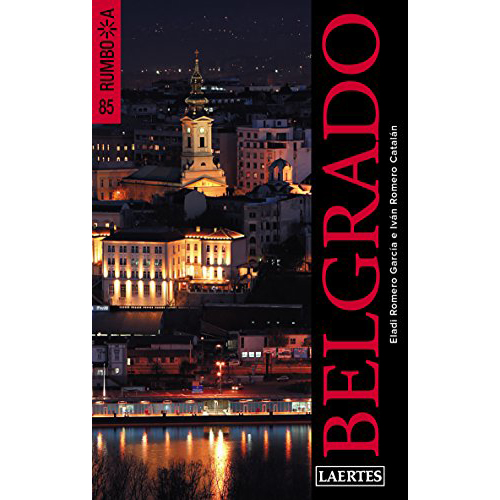 85 RUMBO A
BELGRADO
Eladi Romero García e Iván Romero Catalán
LAERTES